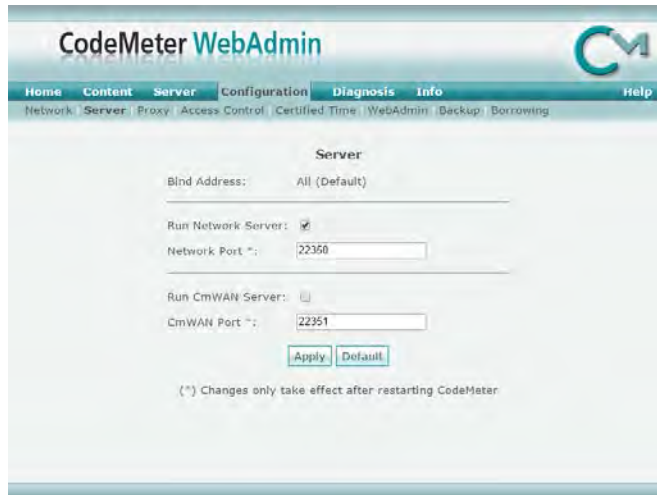 CodeMeter WebAdmin
CM
Home Content Server Configuration Diagnosis Info Help
Network Server Proxy Access Control Certified Time WebAdmin Backup Borrowing
Server
Bind Address: All (Default)
Run Network Server:
Network Port *: 22350
Run CmWAN Server:
CmWAN Port *: 22351
Apply Default
(*) Changes only take effect after restarting CodeMeter